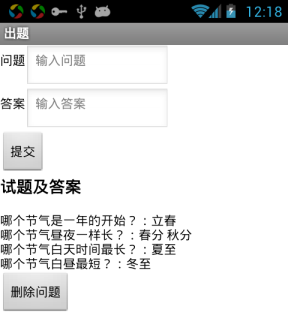 12:18
出题
问题 输入问题
答案 输入答案
提交
试题及答案
哪个节气是一年的开始？：立春
哪个节气昼夜一样长？：春分 秋分
哪个节气白天时间最长？：夏至
哪个节气白昼最短？：冬至
删除问题